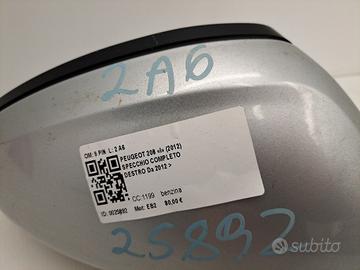 2A6
OM: 9 PIN L: 2 A6
PEUGEOT 208 «I» (2012)
SPECCHIO COMPLETO
DESTRO Da 2012 >
* CC:1199 benzina
ID: 0025892 Mot: EB2 80,00 €
25892
subito